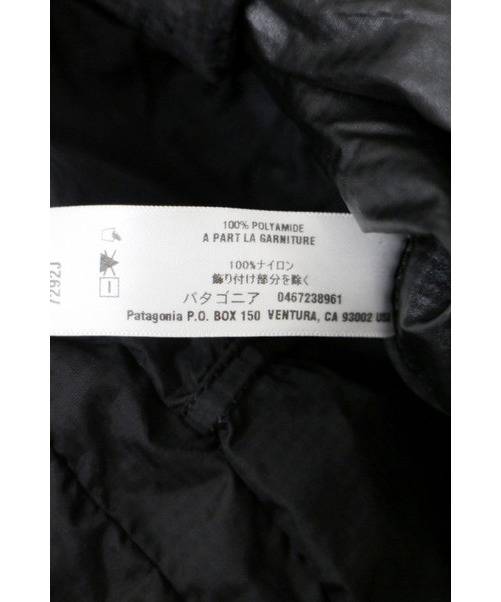 100% POLYAMIDE
A PART LA GARNITURE
100%ナイロン
飾り付け部分を除く
パタゴニア 0467238961
Patagonia P.O. BOX 150 VENTURA, CA 93002 USA
7292J